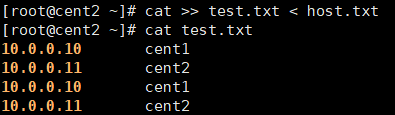 [root@cent2 ~]# cat >> test.txt < host.txt
[root@cent2 ~]# cat test.txt
10.0.0.10 cent1
10.0.0.11 cent2
10.0.0.10 cent1
10.0.0.11 cent2